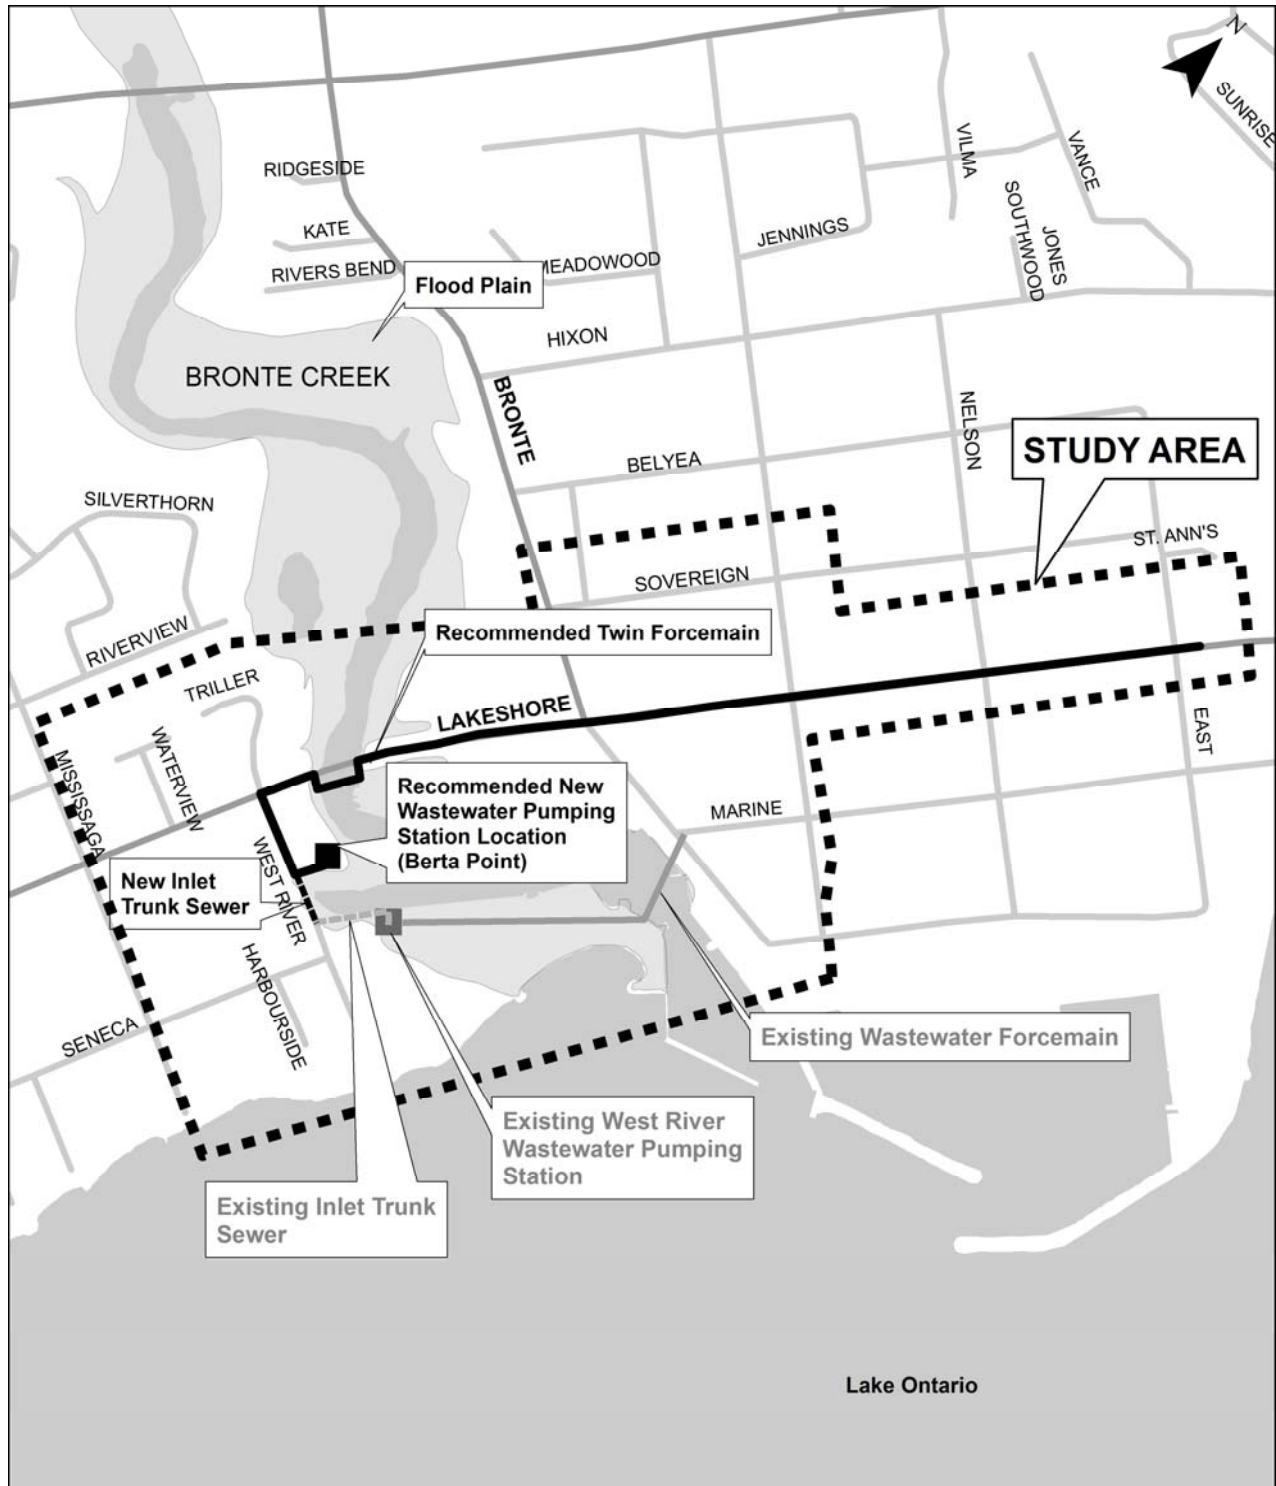 N
SUNRISE
VILMA
VANCE
RIDGESIDE
SOUTHWOOD
JONES
KATE
JENNINGS
RIVERS BEND
MEADOWOOD
Flood Plain
HIXON
BRONTE CREEK
BRONTE
NELSON
STUDY AREA
BELYEA
SILVERTHORN
ST. ANN'S
SOVEREIGN
RIVERVIEW
Recommended Twin Forcemain
TRILLER
LAKESHORE
EAST
WATERVIEW
MISSISSAGA
Recommended New
Wastewater Pumping
Station Location
(Berta Point)
MARINE
WEST RIVER
New Inlet
Trunk Sewer
HARBOURSIDE
SENECA
Existing Wastewater Forcemain
Existing West River
Wastewater Pumping
Station
Existing Inlet Trunk
Sewer
Lake Ontario